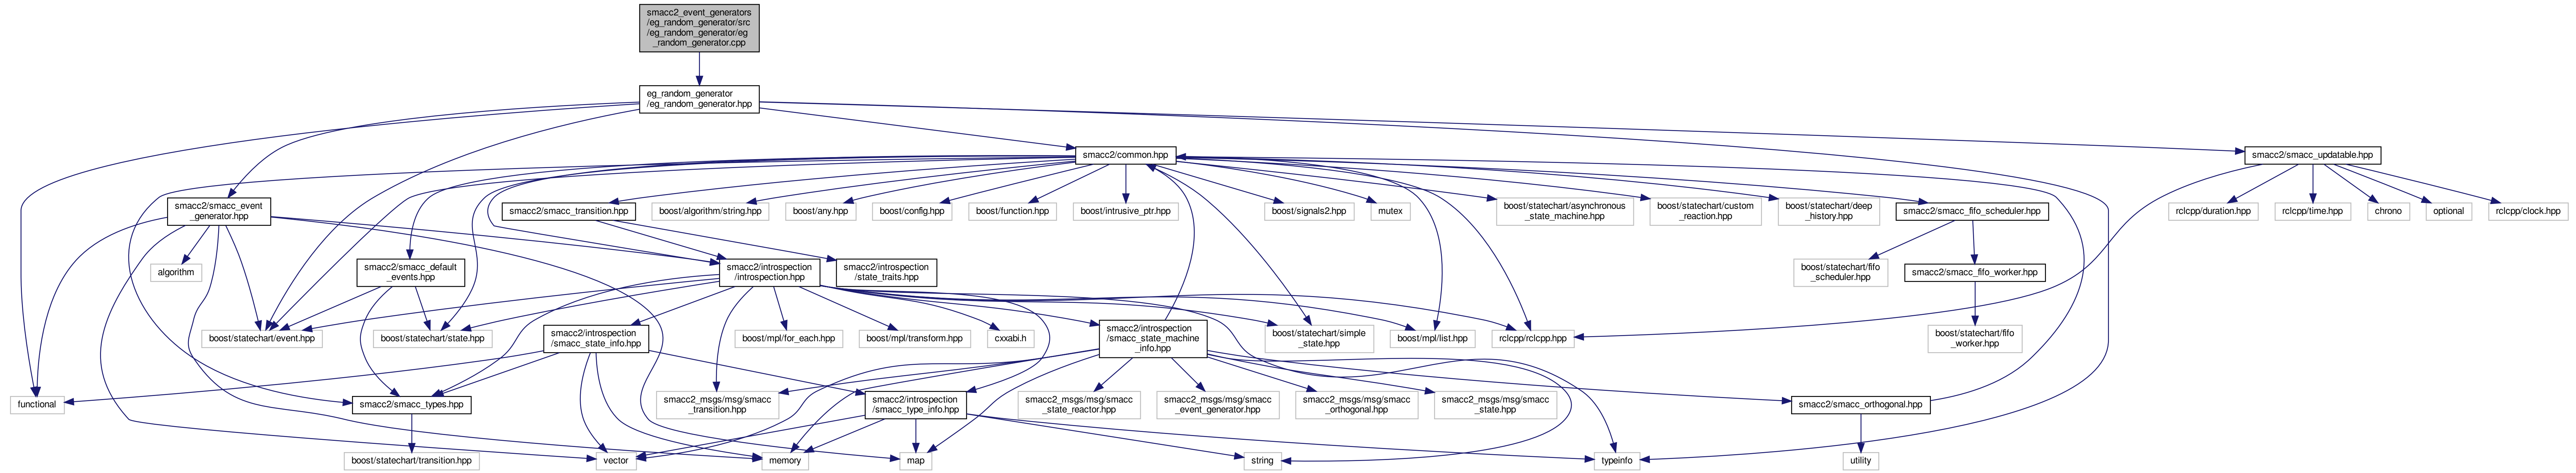 smacc2_event_generators
/eg_random_generator/src
/eg_random_generator/eg
_random_generator.cpp
eg_random_generator
/eg_random_generator.hpp
smacc2/common.hpp
smacc2/smacc_updatable.hpp
smacc2/smacc_event
_generator.hpp
smacc2/smacc_transition.hpp
boost/algorithm/string.hpp
boost/any.hpp
boost/config.hpp
boost/function.hpp
boost/intrusive_ptr.hpp
boost/signals2.hpp
mutex
boost/statechart/asynchronous
_state_machine.hpp
boost/statechart/custom
_reaction.hpp
boost/statechart/deep
_history.hpp
smacc2/smacc_fifo_scheduler.hpp
rclcpp/duration.hpp
rclcpp/time.hpp
chrono
optional
rclcpp/clock.hpp
algorithm
smacc2/smacc_default
_events.hpp
smacc2/introspection
/introspection.hpp
smacc2/introspection
/state_traits.hpp
boost/statechart/fifo
_scheduler.hpp
smacc2/smacc_fifo_worker.hpp
boost/statechart/event.hpp
boost/statechart/state.hpp
smacc2/introspection
/smacc_state_info.hpp
boost/mpl/for_each.hpp
boost/mpl/transform.hpp
cxxabi.h
smacc2/introspection
/smacc_state_machine
_info.hpp
boost/statechart/simple
_state.hpp
boost/mpl/list.hpp
rclcpp/rclcpp.hpp
boost/statechart/fifo
_worker.hpp
functional
smacc2/smacc_types.hpp
smacc2_msgs/msg/smacc
_transition.hpp
smacc2/introspection
/smacc_type_info.hpp
smacc2_msgs/msg/smacc
_state_reactor.hpp
smacc2_msgs/msg/smacc
_event_generator.hpp
smacc2_msgs/msg/smacc
_orthogonal.hpp
smacc2_msgs/msg/smacc
_state.hpp
smacc2/smacc_orthogonal.hpp
boost/statechart/transition.hpp
vector
memory
map
string
typeinfo
utility